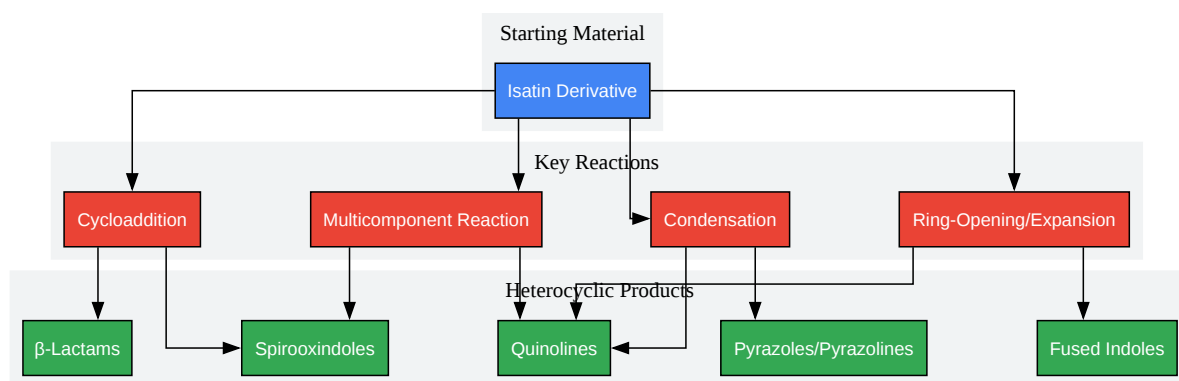 Starting Material
Isatin Derivative
Key Reactions
Cycloaddition
Multicomponent Reaction
Condensation
Ring-Opening/Expansion
Heterocyclic Products
β-Lactams
Spirooxindoles
Quinolines
Pyrazoles/Pyrazolines
Fused Indoles